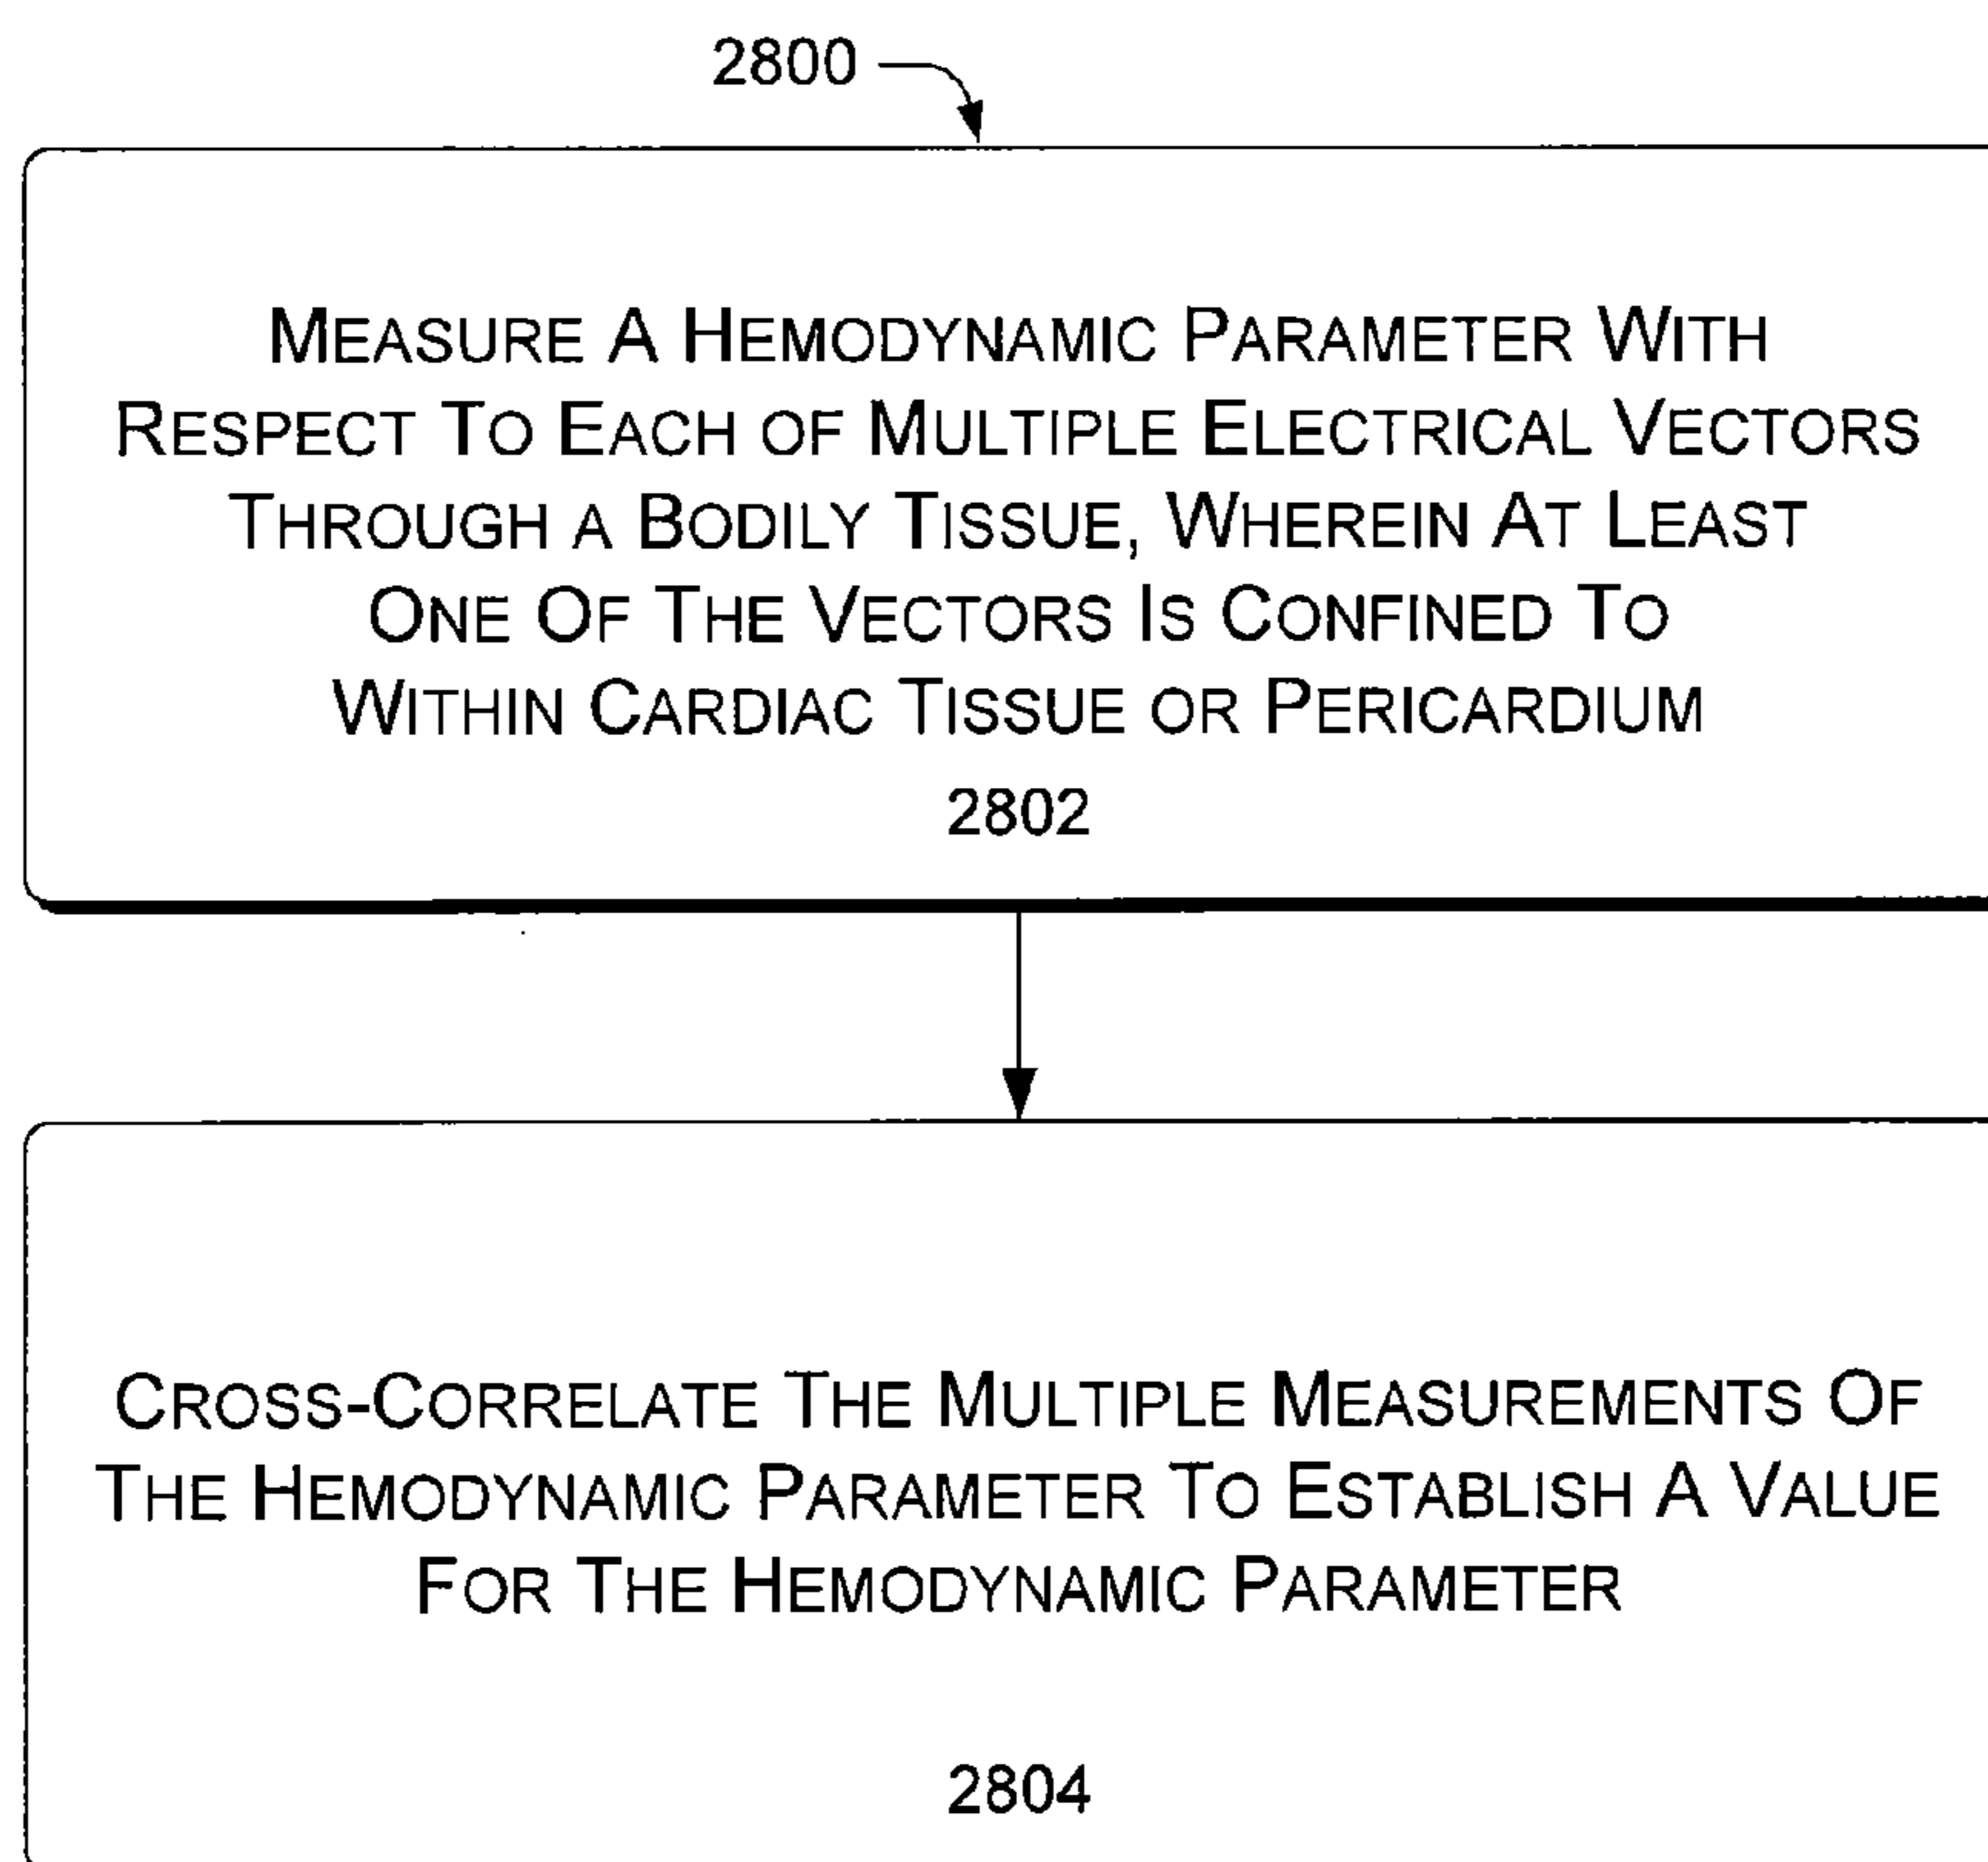 2800
MEASURE A HEMODYNAMIC PARAMETER WITH
RESPECT TO EACH OF MULTIPLE ELECTRICAL VECTORS
THROUGH A BODILY TISSUE, WHEREIN AT LEAST
ONE OF THE VECTORS IS CONFINED TO
WITHIN CARDIAC TISSUE OR PERICARDIUM
2802
CROSS-CORRELATE THE MULTIPLE MEASUREMENTS OF
THE HEMODYNAMIC PARAMETER TO ESTABLISH A VALUE
FOR THE HEMODYNAMIC PARAMETER
2804